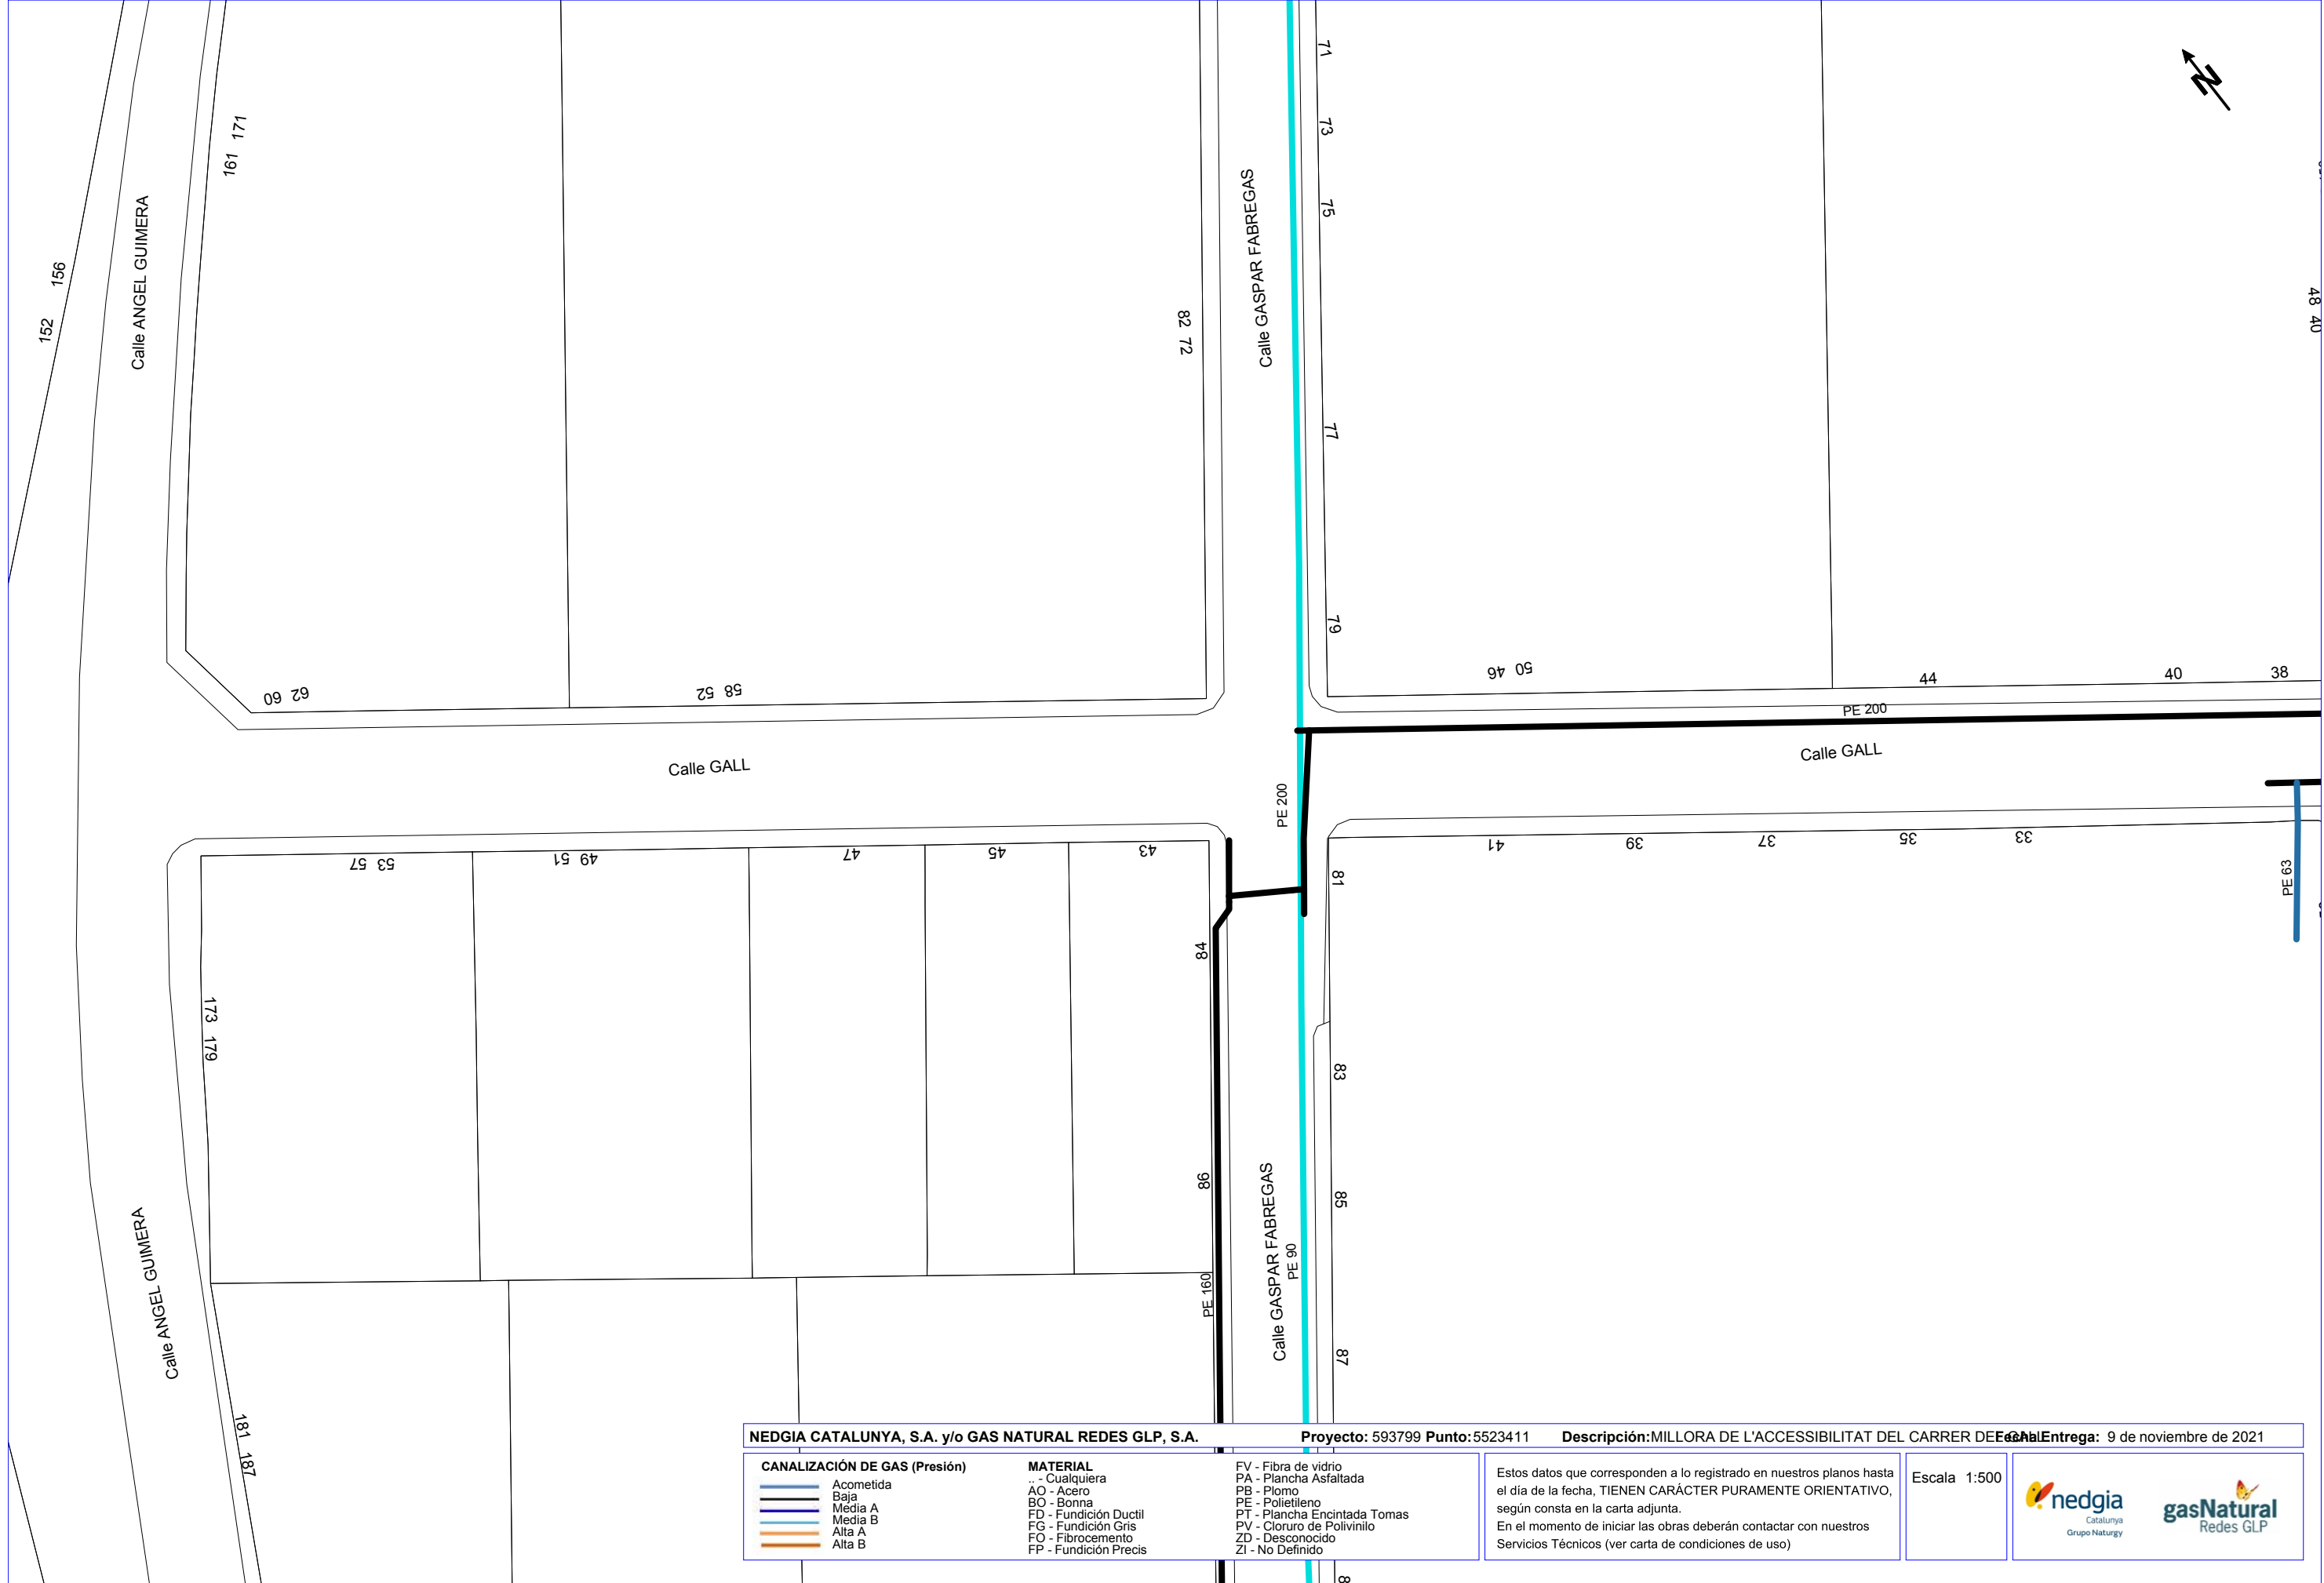 71
161 171
73
Calle ANGEL GUIMERA
Calle GASPAR FABREGAS
75
156
152
48 40
82 72
77
79
50 46
44
40
38
62 60
58 52
PE 200
Calle GALL
Calle GALL
PE 200
53 57
49 51
47
45
43
41
39
37
35
33
81
PE 63
84
173 179
83
86
85
Calle ANGEL GUIMERA
Calle GASPAR FABREGAS
PE 90
PE 160
87
181 187
NEDGIA CATALUNYA, S.A. y/o GAS NATURAL REDES GLP, S.A. Proyecto: 593799 Punto: 5523411 Descripción: MILLORA DE L'ACCESSIBILITAT DEL CARRER DEL GALL Fecha Entrega: 9 de noviembre de 2021
CANALIZACIÓN DE GAS (Presión)
Acometida
Baja
Media A
Media B
Alta A
Alta B
MATERIAL
.. - Cualquiera
AO - Acero
BO - Bonna
FD - Fundición Ductil
FG - Fundición Gris
FO - Fibrocemento
FP - Fundición Precis
FV - Fibra de vidrio
PA - Plancha Asfaltada
PB - Plomo
PE - Polietileno
PT - Plancha Encintada Tomas
PV - Cloruro de Polivinilo
ZD - Desconocido
ZI - No Definido
Estos datos que corresponden a lo registrado en nuestros planos hasta
el día de la fecha, TIENEN CARÁCTER PURAMENTE ORIENTATIVO,
según consta en la carta adjunta.
En el momento de iniciar las obras deberán contactar con nuestros
Servicios Técnicos (ver carta de condiciones de uso)
Escala 1:500
nedgia
Catalunya
Grupo Naturgy
gasNatural
Redes GLP
N